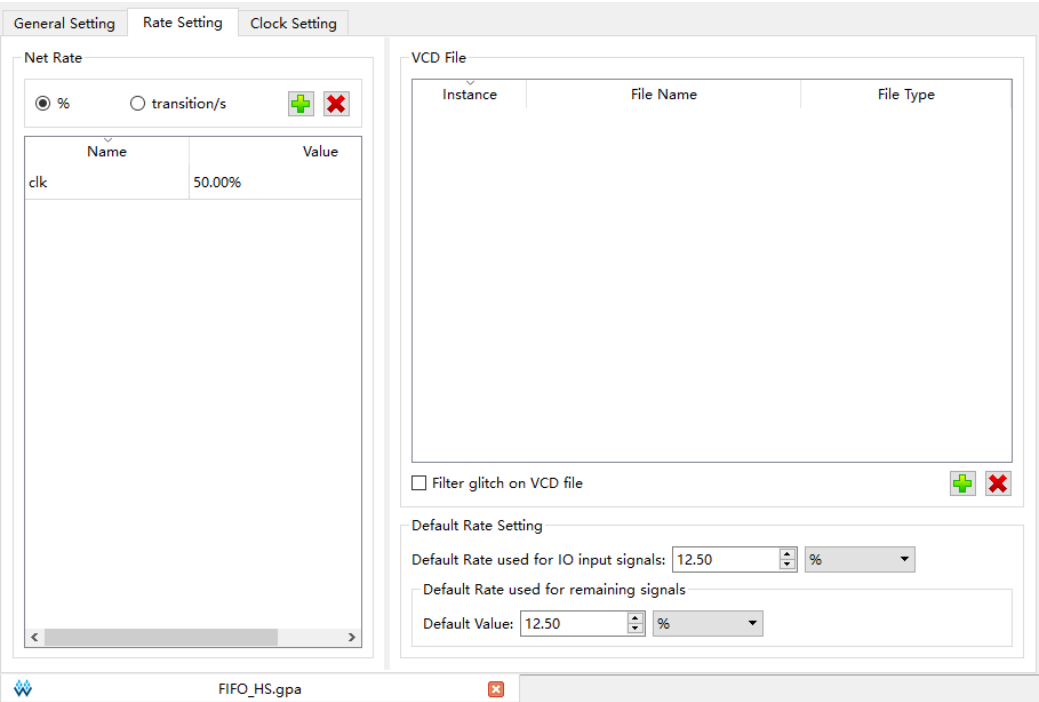 General Setting Rate Setting Clock Setting
Net Rate
% transition/s
Name Value
clk 50.00%
VCD File
Instance File Name File Type
Filter glitch on VCD file
Default Rate Setting
Default Rate used for IO input signals: 12.50 %
Default Rate used for remaining signals
Default Value: 12.50 %
FIFO_HS.gpa